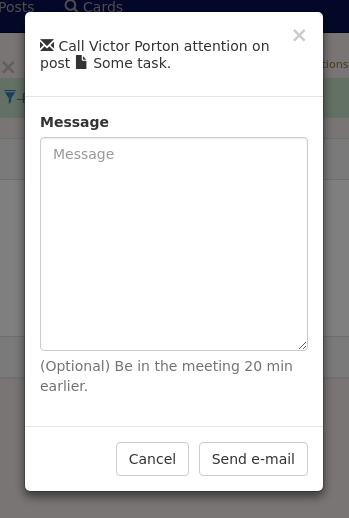 Posts Cards
×
Call Victor Porton attention on
post Some task.
Message
Message
(Optional) Be in the meeting 20 min
earlier.
Cancel Send e-mail